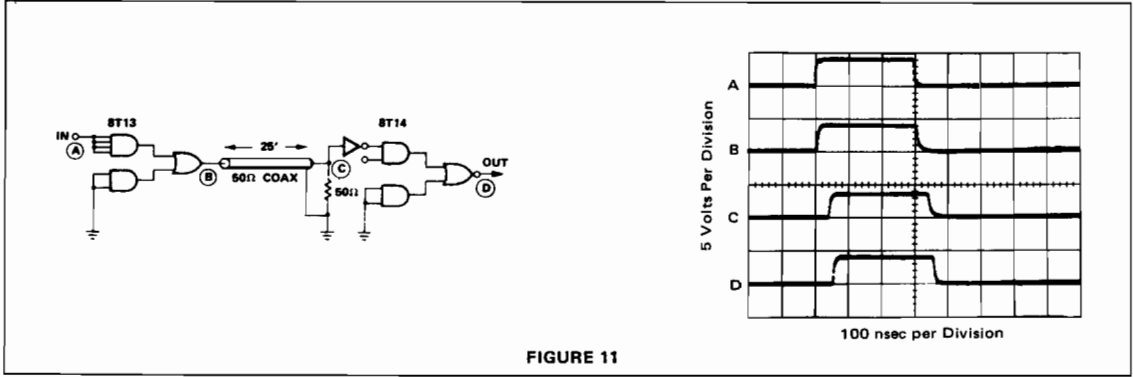 8T13
IN
A
B
25'
50Ω COAX
C
50Ω
8T14
OUT
D
5 Volts Per Division
A
B
C
D
100 nsec per Division
FIGURE 11